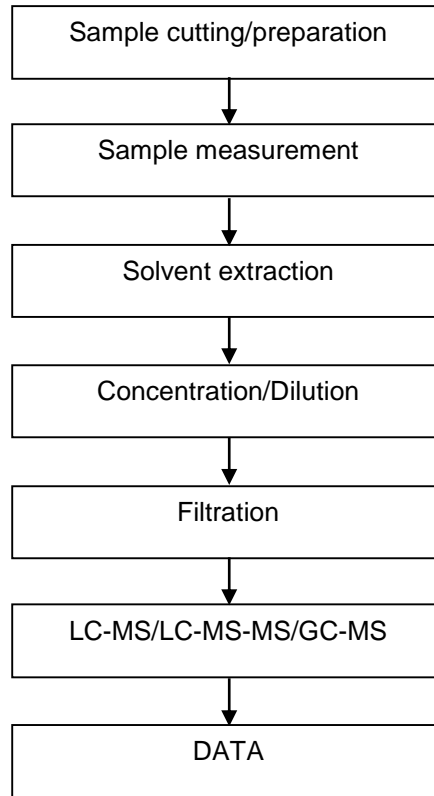 Sample cutting/preparation
Sample measurement
Solvent extraction
Concentration/Dilution
Filtration
LC-MS/LC-MS-MS/GC-MS
DATA